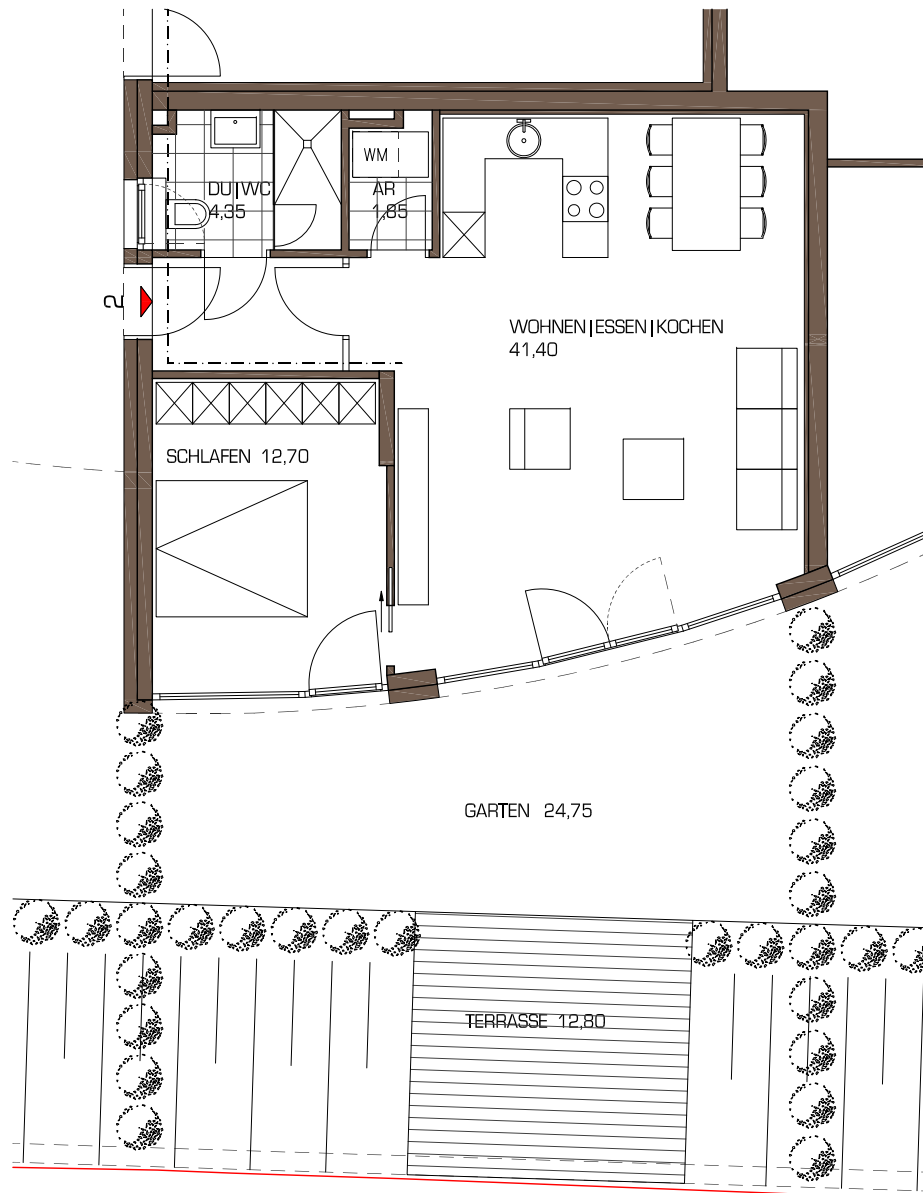 WM
DU|WC
4,35
AR
1,85
2
WOHNEN|ESSEN|KOCHEN
41,40
SCHLAFEN 12,70
GARTEN 24,75
TERRASSE 12,80